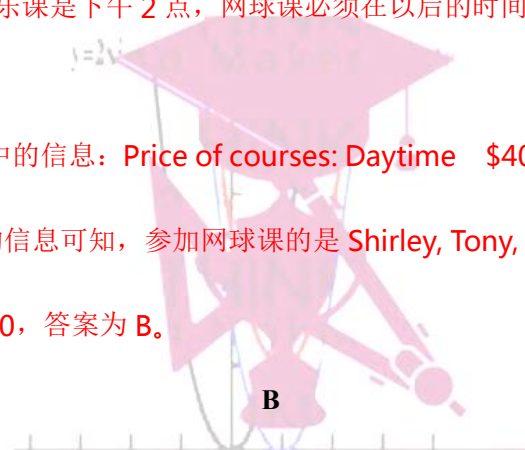 乐课是下午 2 点，网球课必须在以后的时间
中的信息：Price of courses: Daytime $40
信息可知，参加网球课的是 Shirley, Tony,
0，答案为 B。
B